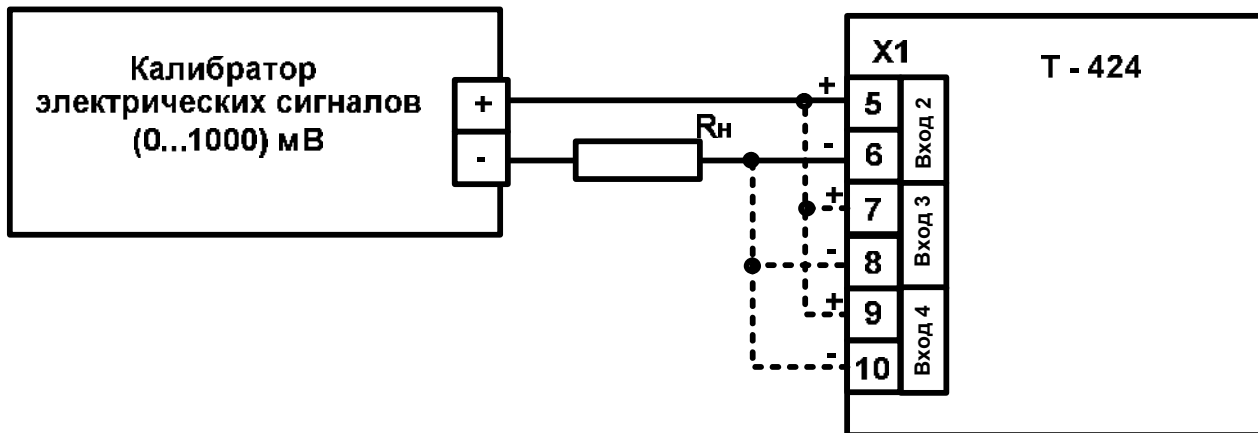 Калибратор
электрических сигналов
(0...1000) мВ
+
-
Rн
X1
T - 424
+
5
-
6
Вход 2
+
7
-
8
Вход 3
+
9
-
10
Вход 4